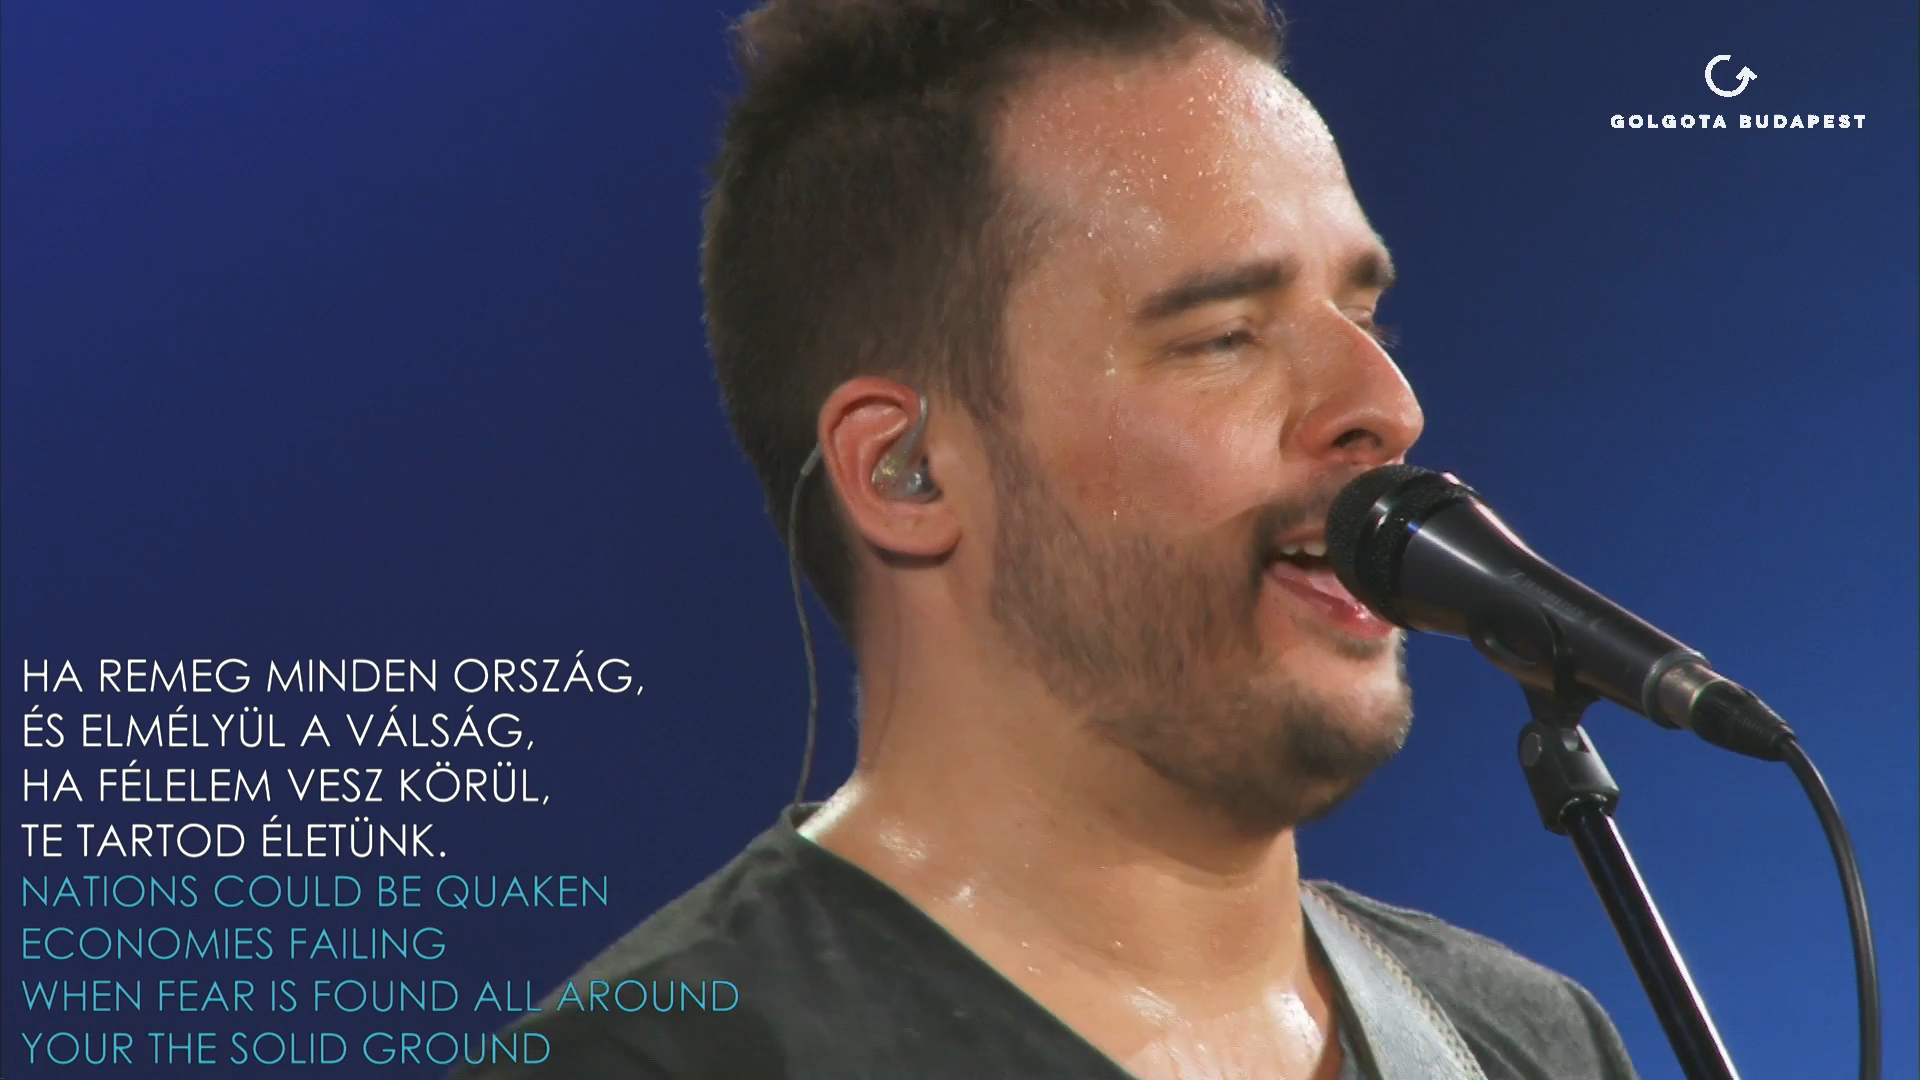 GOLGOTA BUDAPEST
HA REMEG MINDEN ORSZÁG,
ÉS ELMÉLYÜL A VÁLSÁG,
HA FÉLELEM VESZ KÖRÜL,
TE TARTOD ÉLETÜNK.
NATIONS COULD BE QUAKEN
ECONOMIES FAILING
WHEN FEAR IS FOUND ALL AROUND
YOUR THE SOLID GROUND